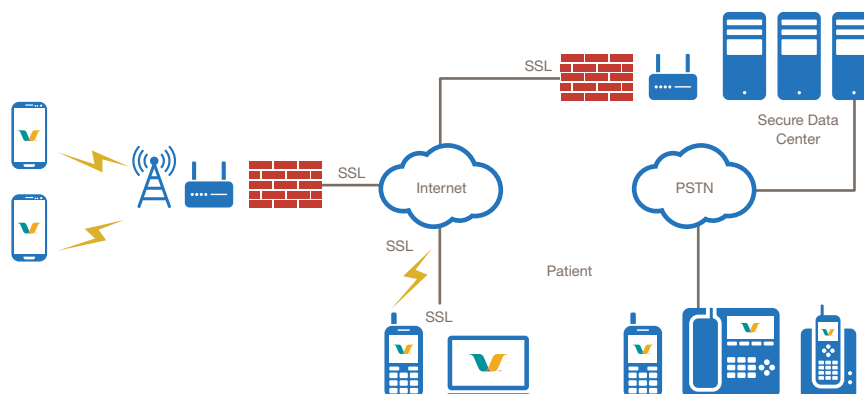 SSL
Secure Data
Center
SSL
Internet
PSTN
SSL
Patient
SSL